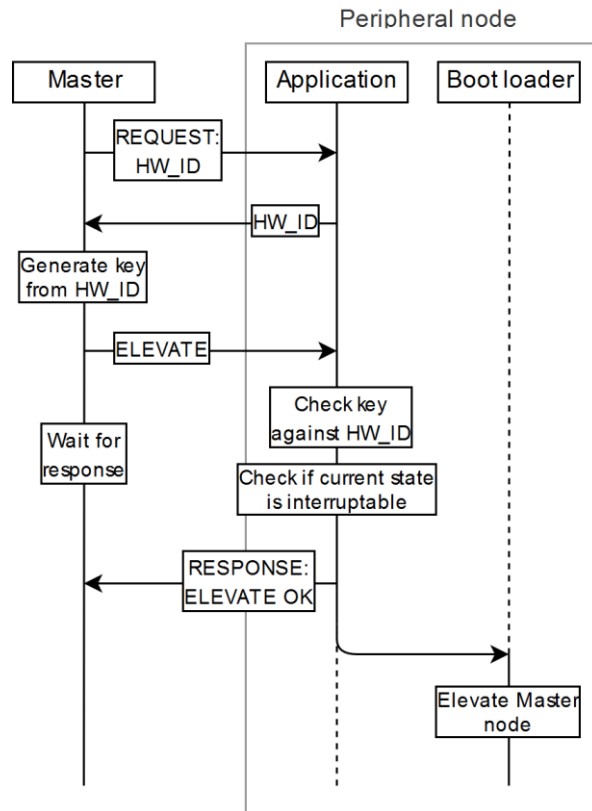 Peripheral node
Master
Application
Boot loader
REQUEST:
HW_ID
HW_ID
Generate key
from HW_ID
ELEVATE
Check key
against HW_ID
Wait for
response
Check if current state
is interruptable
RESPONSE:
ELEVATE OK
Elevate Master
node